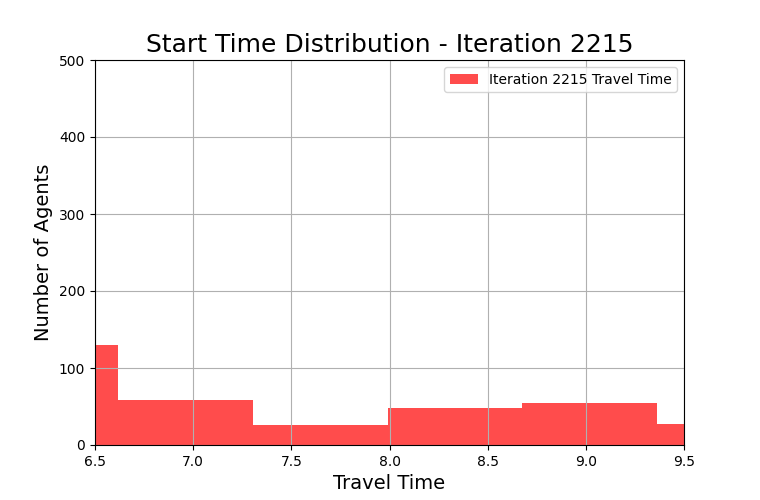 Start Time Distribution - Iteration 2215
Iteration 2215 Travel Time
Number of Agents
500
400
300
200
100
0
6.5 7.0 7.5 8.0 8.5 9.0 9.5
Travel Time